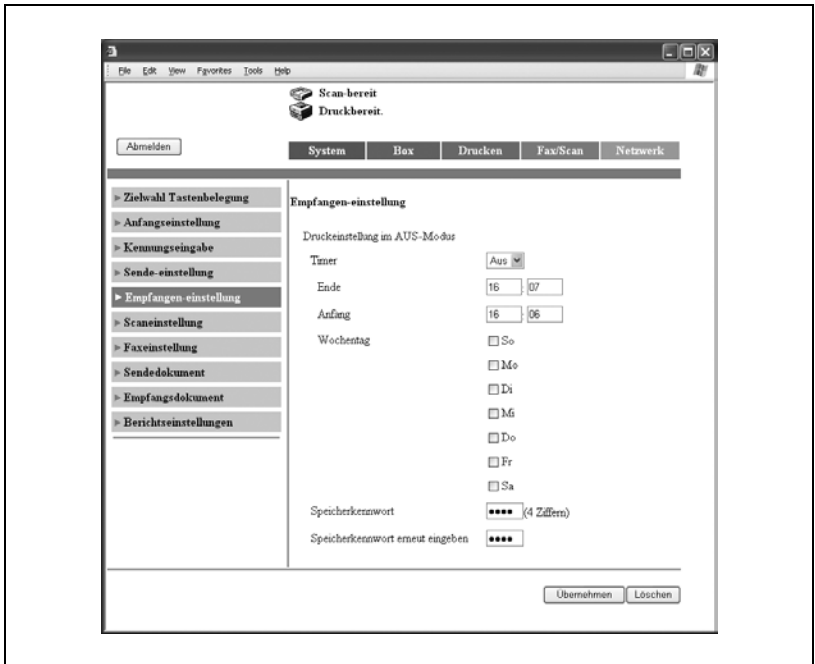 File Edit View Favorites Tools Help
Scan-bereit
Druckbereit.
Abmelden
System Box Drucken Fax/Scan Netzwerk
Zielwahl Tastenbelegung
Anfangseinstellung
Kennungseingabe
Sende-einstellung
Empfangen-einstellung
Scaneinstellung
Faxeinstellung
Sendedokument
Empfangsdokument
Berichtseinstellungen
Empfangen-einstellung
Druckeinstellung im AUS-Modus
Timer Aus
Ende 16 : 07
Anfang 16 : 06
Wochentag So
Mo
Di
Mi
Do
Fr
Sa
Speicherkennwort •••• (4 Ziffern)
Speicherkennwort erneut eingeben ••••
Übernehmen Löschen